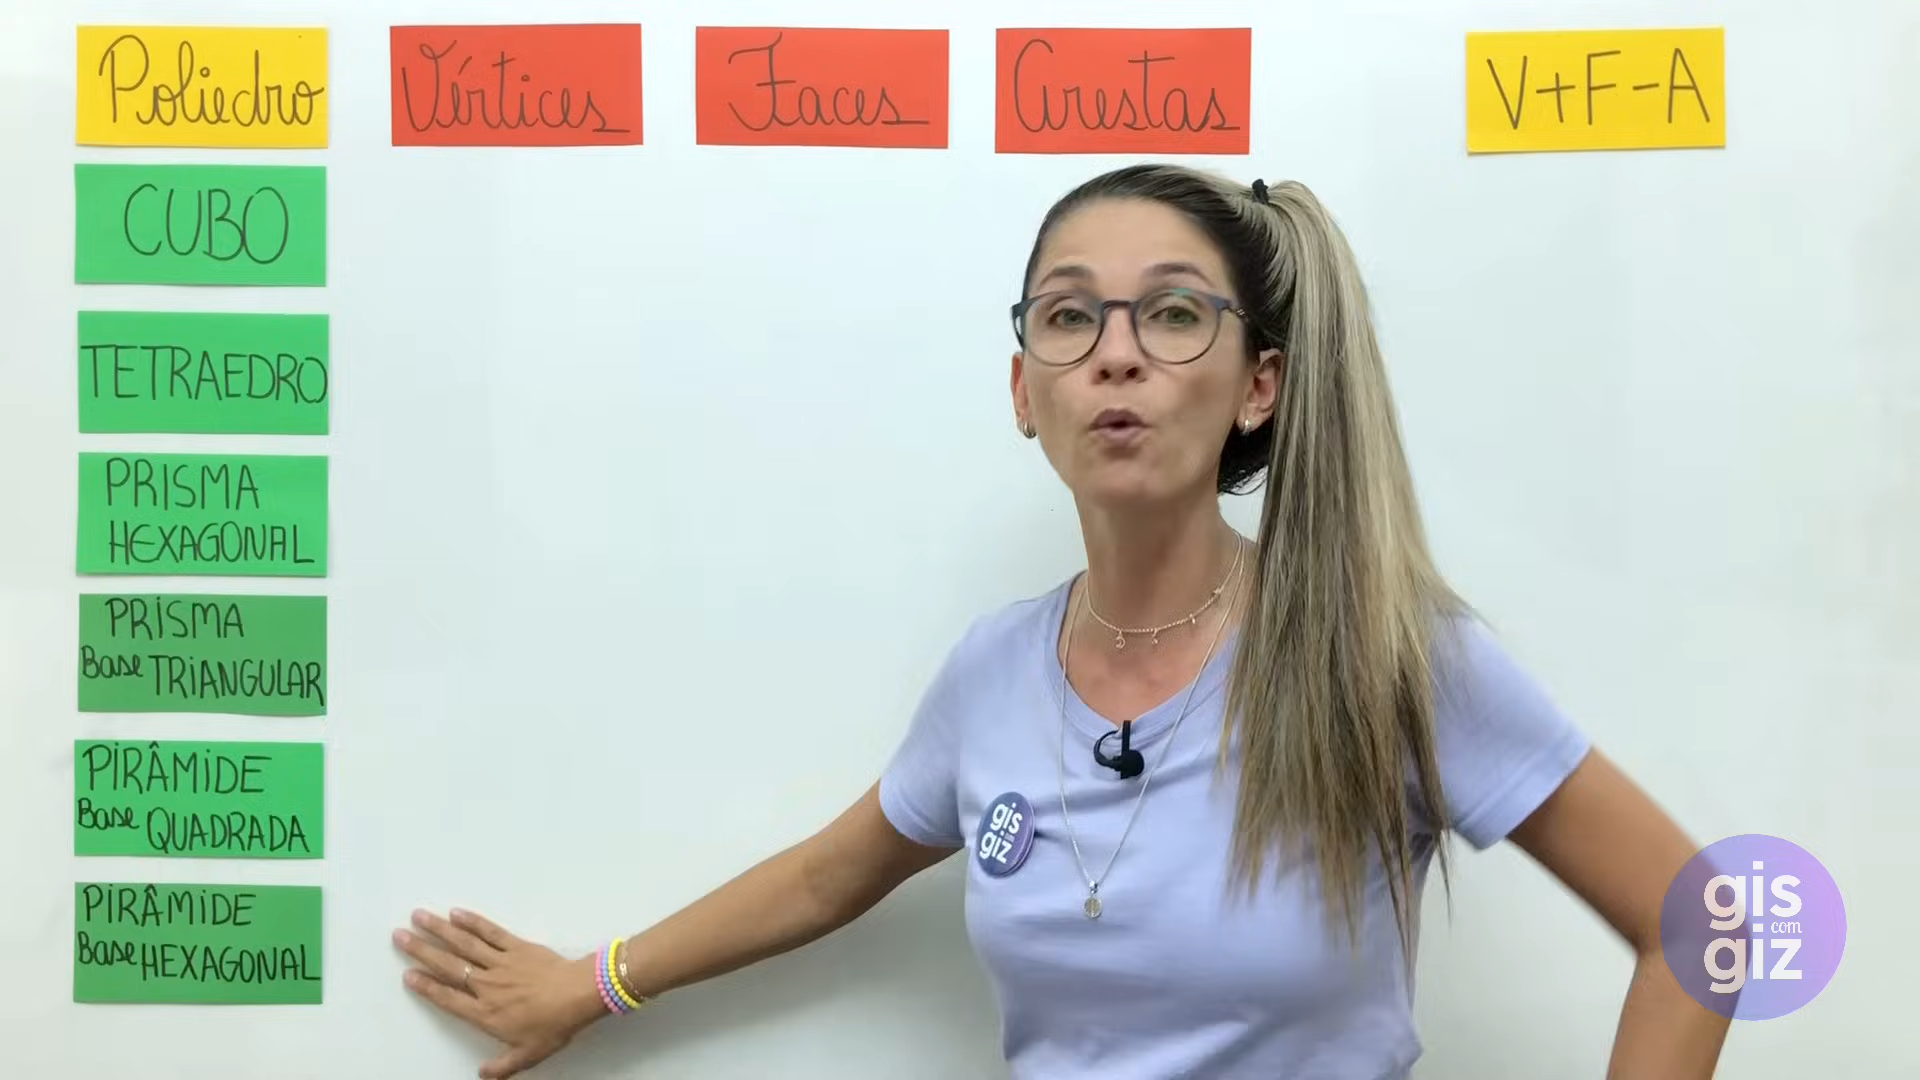 Poliedro
Vértices
Faces
Arestas
V+F-A
CUBO
TETRAEDRO
PRISMA
HEXAGONAL
PRISMA
Base TRIANGULAR
PIRÂMIDE
Base QUADRADA
PIRÂMIDE
Base HEXAGONAL
gis
com
giz
gis
com
giz